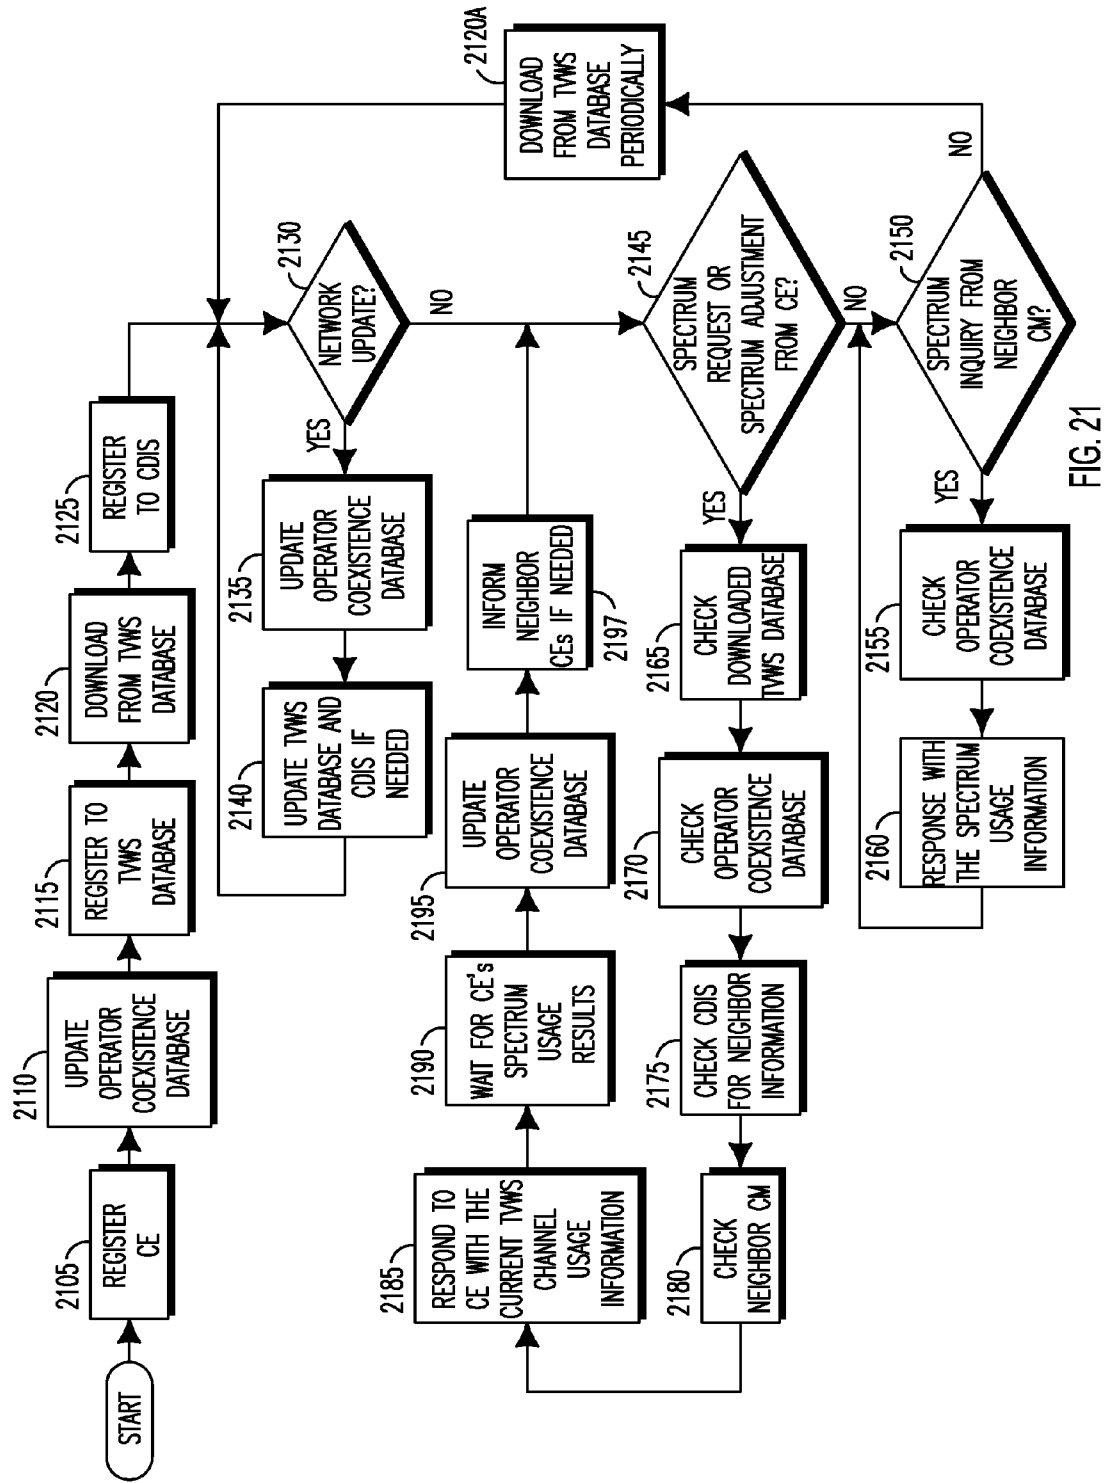 START
2105
REGISTER
CE
2110
UPDATE
OPERATOR
COEXISTENCE
DATABASE
2115
REGISTER TO
TVWS
DATABASE
2120
DOWNLOAD
FROM TVWS
DATABASE
2125
REGISTER
TO CDIS
2130
NETWORK
UPDATE?
YES
NO
2135
UPDATE
OPERATOR
COEXISTENCE
DATABASE
2140
UPDATE TVWS
DATABASE AND
CDIS IF
NEEDED
2120A
DOWNLOAD
FROM TVWS
DATABASE
PERIODICALLY
2185
RESPOND TO
CE WITH THE
CURRENT TVWS
CHANNEL
USAGE
INFORMATION
2190
WAIT FOR CE's
SPECTRUM
USAGE
RESULTS
2195
UPDATE
OPERATOR
COEXISTENCE
DATABASE
INFORM
NEIGHBOR
CEs IF NEEDED
2197
2145
SPECTRUM
REQUEST OR
SPECTRUM ADJUSTMENT
FROM CE?
YES
NO
2165
CHECK
DOWNLOADED
TVWS DATABASE
2170
CHECK
OPERATOR
COEXISTENCE
DATABASE
2175
CHECK CDIS
FOR NEIGHBOR
INFORMATION
2180
CHECK
NEIGHBOR CM
2150
SPECTRUM
INQUIRY FROM
NEIGHBOR
CM?
NO
YES
2155
CHECK
OPERATOR
COEXISTENCE
DATABASE
2160
RESPONSE WITH
THE SPECTRUM
USAGE
INFORMATION
FIG. 21